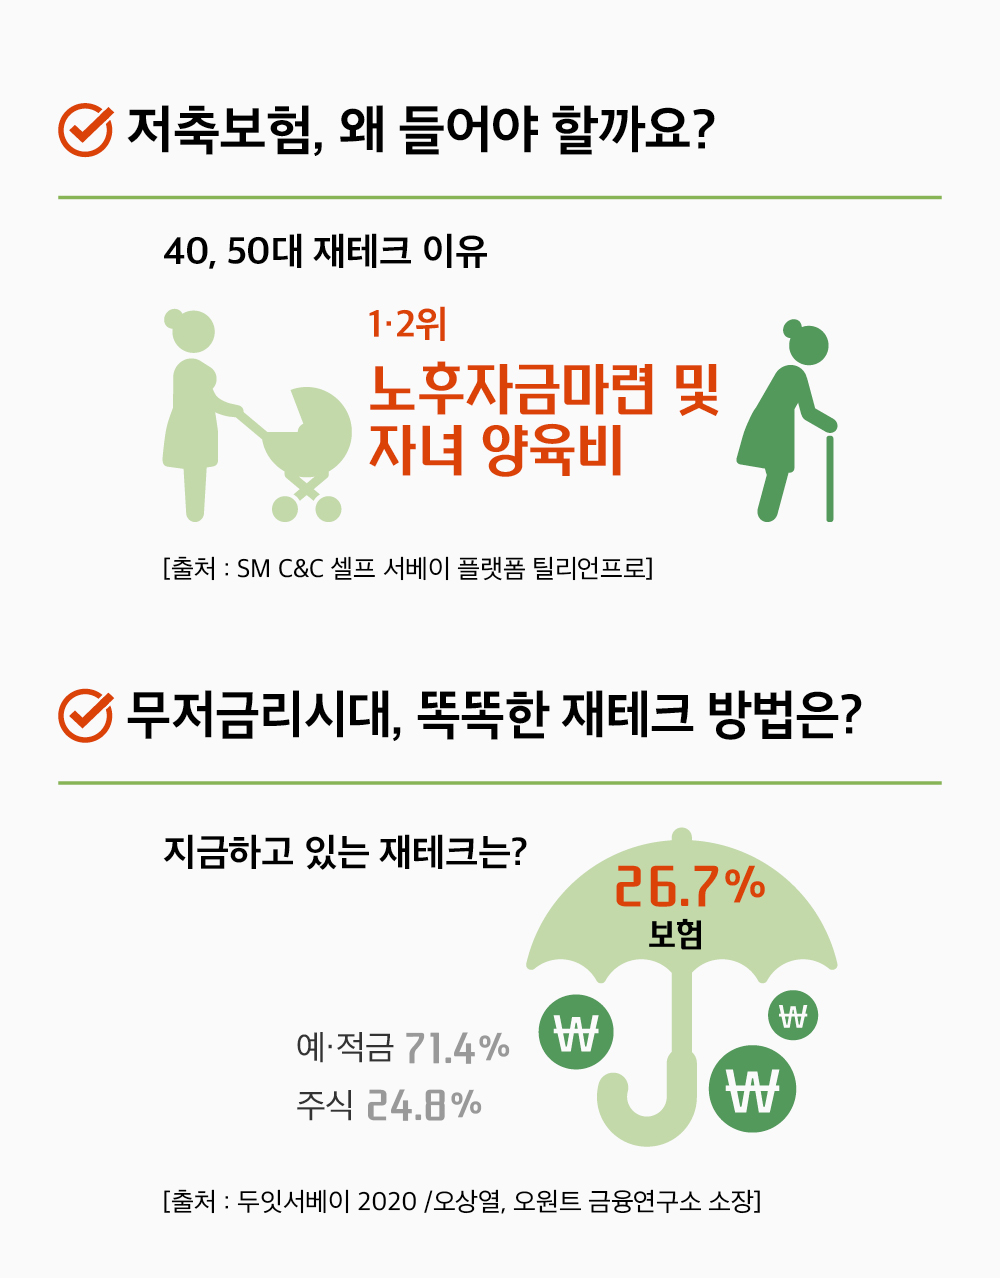 저축보험, 왜 들어야 할까요?
40, 50대 재테크 이유
1·2위
노후자금마련 및
자녀 양육비
[출처 : SM C&C 셀프 서베이 플랫폼 틸리언프로]
무저금리시대, 똑똑한 재테크 방법은?
지금하고 있는 재테크는?
26.7%
보험
₩
₩
예·적금 71.4%
₩
주식 24.8%
[출처 : 두잇서베이 2020 /오상열, 오원트 금융연구소 소장]